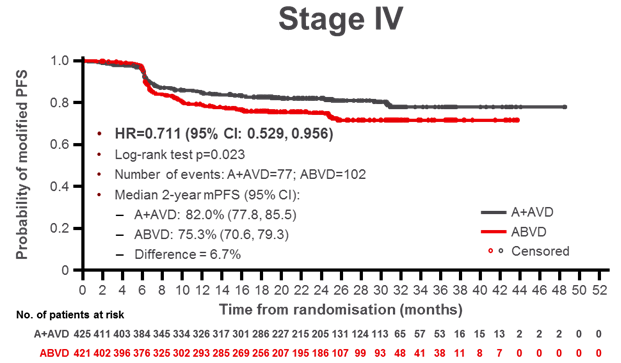 Stage IV
Probability of modified PFS
1.0
0.8
0.6
0.4
0.2
0
• HR=0.711 (95% CI: 0.529, 0.956)
• Log-rank test p=0.023
• Number of events: A+AVD=77; ABVD=102
• Median 2-year mPFS (95% CI):
– A+AVD: 82.0% (77.8, 85.5)
– ABVD: 75.3% (70.6, 79.3)
– Difference = 6.7%
A+AVD
ABVD
Censored
0 2 4 6 8 10 12 14 16 18 20 22 24 26 28 30 32 34 36 38 40 42 44 46 48 50 52
Time from randomisation (months)
No. of patients at risk
A+AVD 425 411 403 384 345 334 326 317 301 286 227 215 205 131 124 113 65 57 53 16 15 13 2 2 2 0 0
ABVD 421 402 396 376 325 302 293 285 269 256 207 195 186 107 99 93 48 41 38 11 8 7 0 0 0 0 0